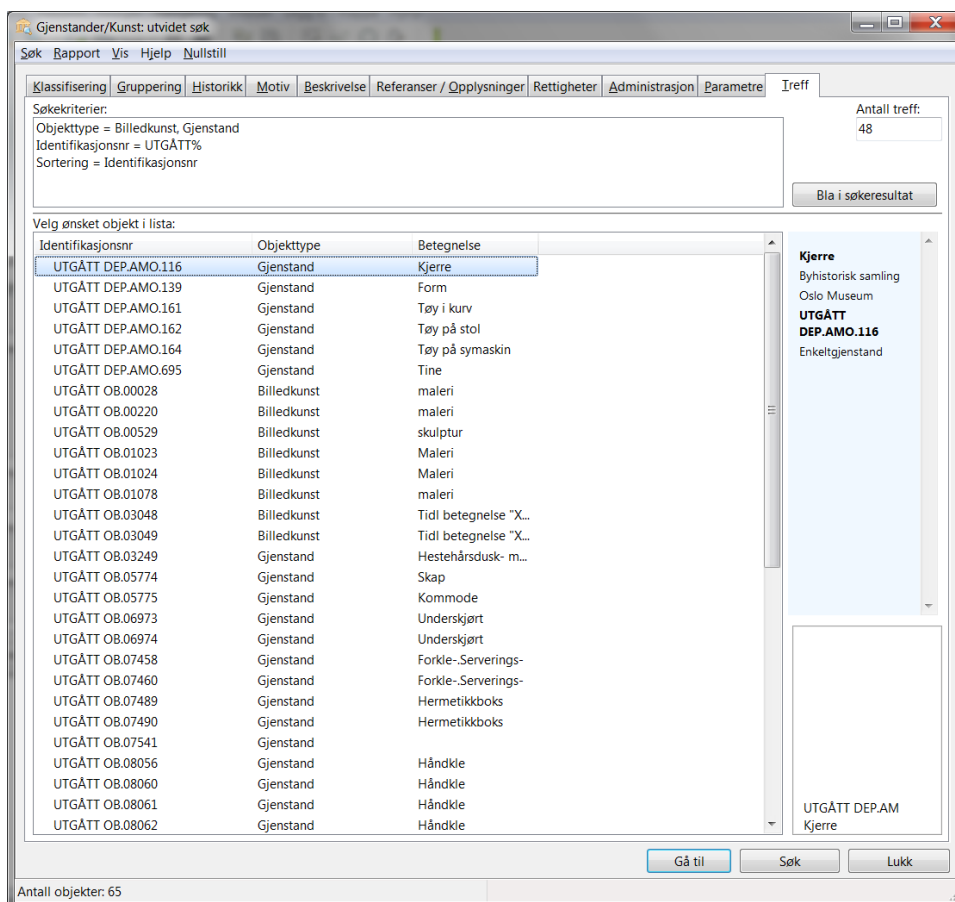 Gjenstander/Kunst: utvidet søk
Søk Rapport Vis Hjelp Nullstill
Klassifisering Gruppering Historikk Motiv Beskrivelse Referanser / Opplysninger Rettigheter Administrasjon Parametre Treff
Søkekriterier: Antall treff:
Objekttype = Billedkunst, Gjenstand 48
Identifikasjonsnr = UTGÅTT%
Sortering = Identifikasjonsnr
Bla i søkeresultat
Velg ønsket objekt i lista:
Identifikasjonsnr Objekttype Betegnelse
UTGÅTT DEP.AMO.116 Gjenstand Kjerre
UTGÅTT DEP.AMO.139 Gjenstand Form
UTGÅTT DEP.AMO.161 Gjenstand Tøy i kurv
UTGÅTT DEP.AMO.162 Gjenstand Tøy på stol
UTGÅTT DEP.AMO.164 Gjenstand Tøy på symaskin
UTGÅTT DEP.AMO.695 Gjenstand Tine
UTGÅTT OB.00028 Billedkunst maleri
UTGÅTT OB.00220 Billedkunst maleri
UTGÅTT OB.00529 Billedkunst skulptur
UTGÅTT OB.01023 Billedkunst Maleri
UTGÅTT OB.01024 Billedkunst Maleri
UTGÅTT OB.01078 Billedkunst maleri
UTGÅTT OB.03048 Billedkunst Tidl betegnelse "X...
UTGÅTT OB.03049 Billedkunst Tidl betegnelse "X...
UTGÅTT OB.03249 Gjenstand Hestehårsdusk- m...
UTGÅTT OB.05774 Gjenstand Skap
UTGÅTT OB.05775 Gjenstand Kommode
UTGÅTT OB.06973 Gjenstand Underskjørt
UTGÅTT OB.06974 Gjenstand Underskjørt
UTGÅTT OB.07458 Gjenstand Forkle-.Serverings-
UTGÅTT OB.07460 Gjenstand Forkle-.Serverings-
UTGÅTT OB.07489 Gjenstand Hermetikkboks
UTGÅTT OB.07490 Gjenstand Hermetikkboks
UTGÅTT OB.07541 Gjenstand
UTGÅTT OB.08056 Gjenstand Håndkle
UTGÅTT OB.08060 Gjenstand Håndkle
UTGÅTT OB.08061 Gjenstand Håndkle
UTGÅTT OB.08062 Gjenstand Håndkle
Kjerre
Byhistorisk samling
Oslo Museum
UTGÅTT
DEP.AMO.116
Enkeltgjenstand
UTGÅTT DEP.AM
Kjerre
Gå til Søk Lukk
Antall objekter: 65